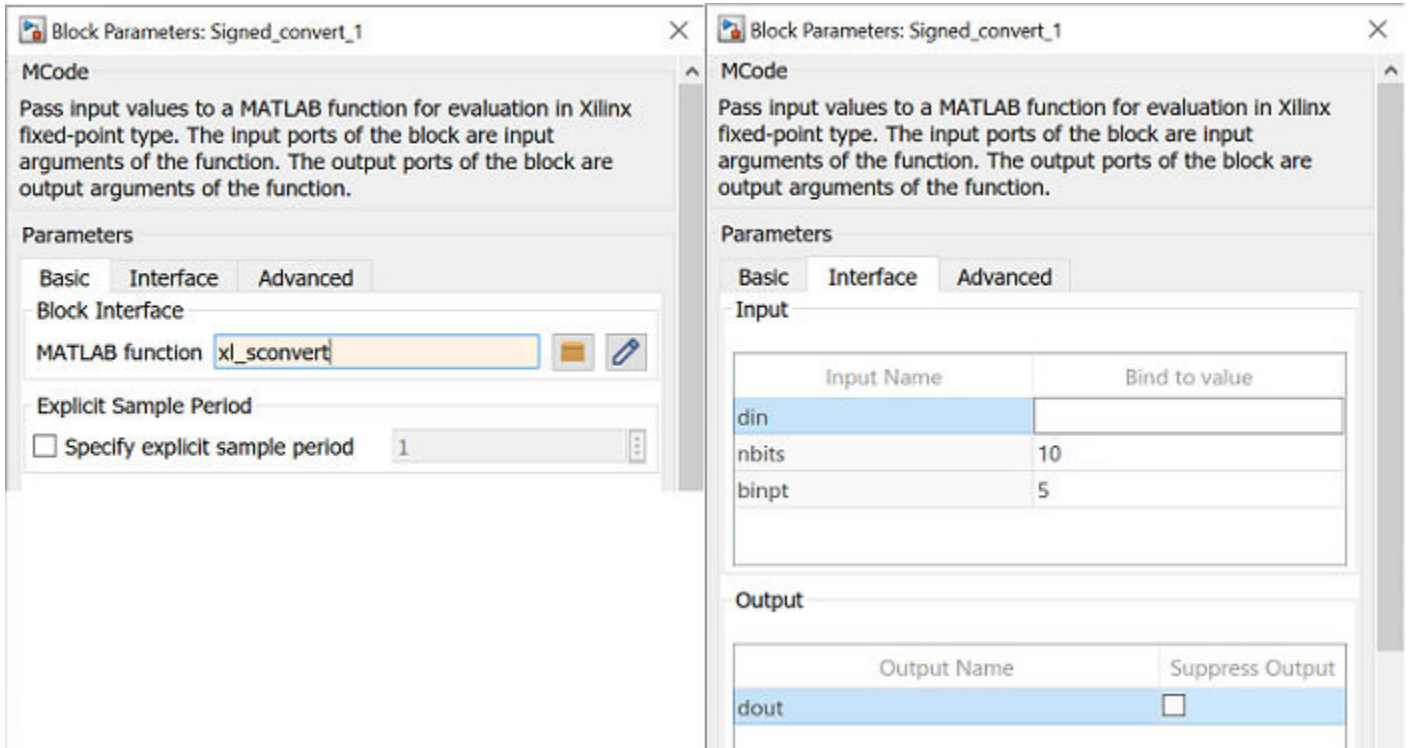 Block Parameters: Signed_convert_1
MCode
Pass input values to a MATLAB function for evaluation in Xilinx
fixed-point type. The input ports of the block are input
arguments of the function. The output ports of the block are
output arguments of the function.
Parameters
Basic Interface Advanced
Block Interface
MATLAB function xl_sconvert
Explicit Sample Period
Specify explicit sample period 1
Block Parameters: Signed_convert_1
MCode
Pass input values to a MATLAB function for evaluation in Xilinx
fixed-point type. The input ports of the block are input
arguments of the function. The output ports of the block are
output arguments of the function.
Parameters
Basic Interface Advanced
Input
Input Name Bind to value
din
nbits 10
binpt 5
Output
Output Name Suppress Output
dout